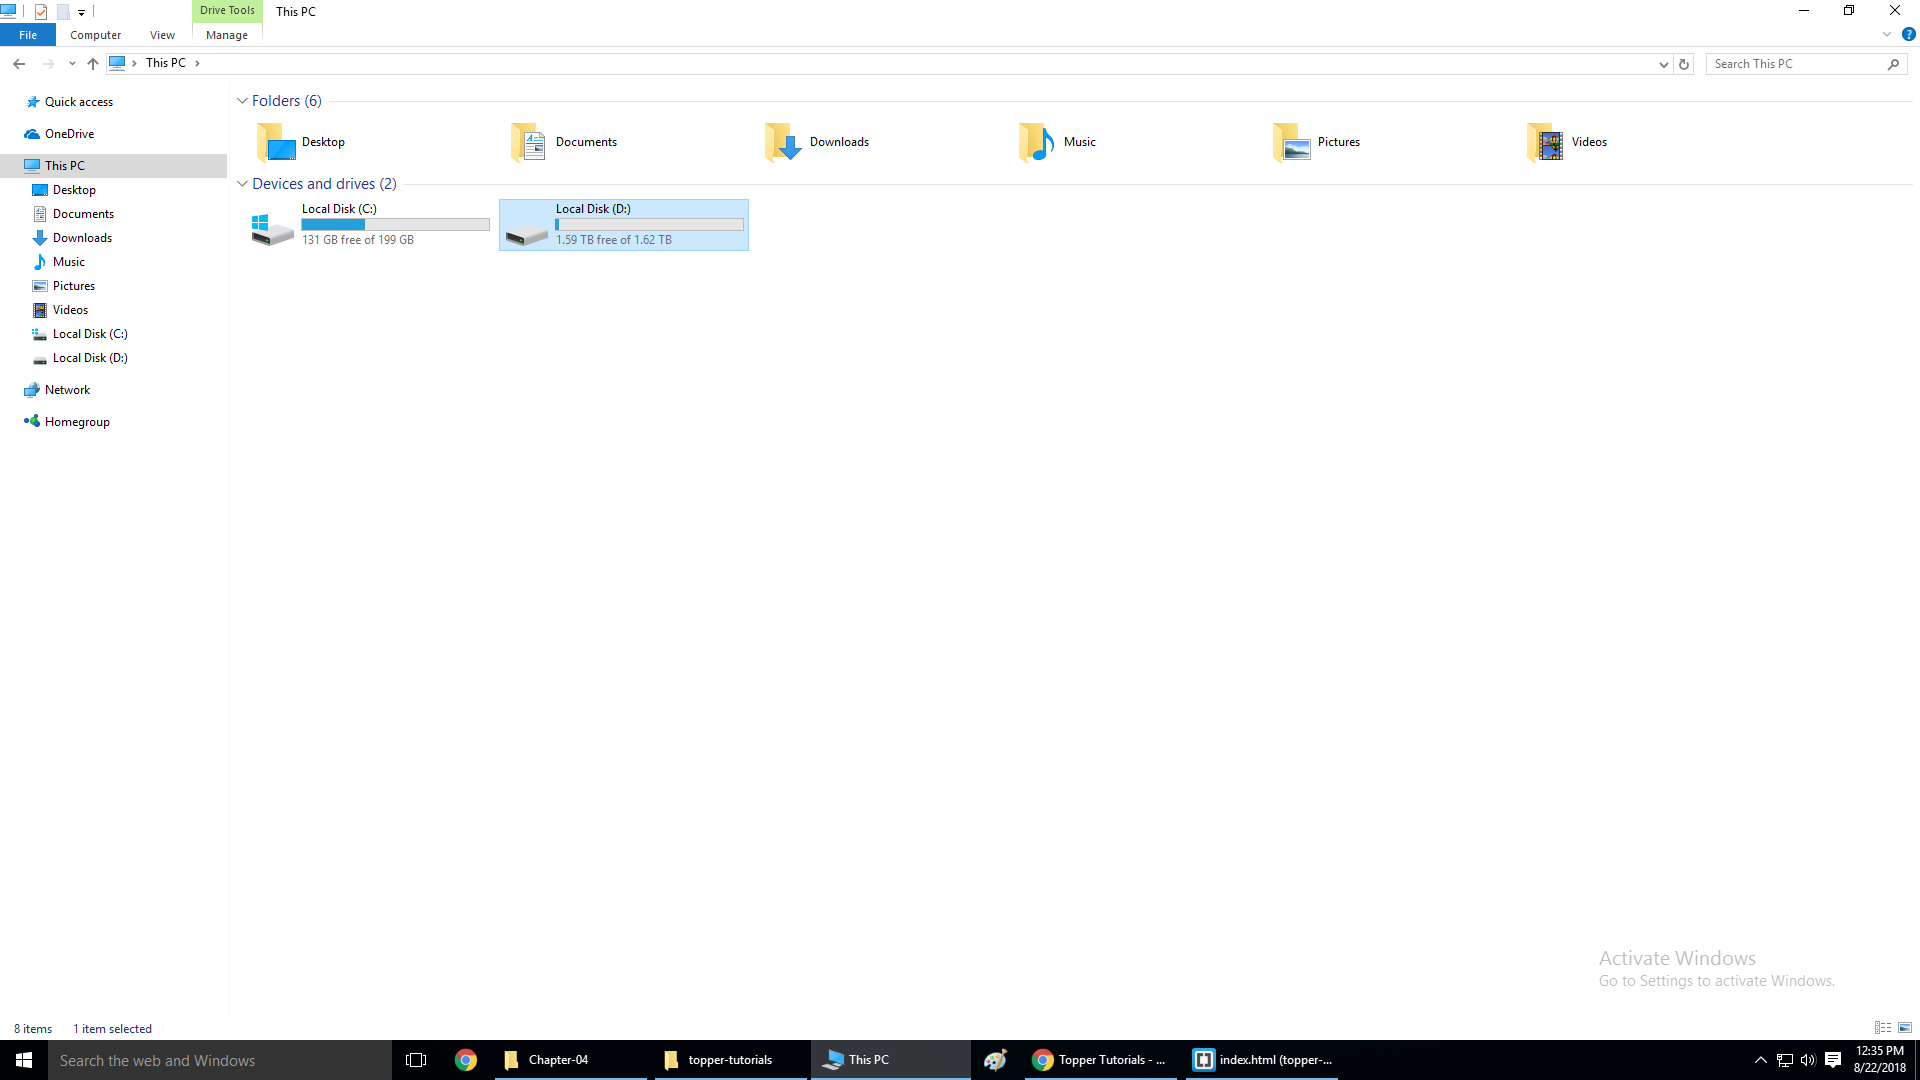 Drive Tools
This PC
File
Computer
View
Manage
This PC
Search This PC
Quick access
OneDrive
This PC
Desktop
Documents
Downloads
Music
Pictures
Videos
Local Disk (C:)
Local Disk (D:)
Network
Homegroup
Folders (6)
Desktop
Documents
Downloads
Music
Pictures
Videos
Devices and drives (2)
Local Disk (C:)
131 GB free of 199 GB
Local Disk (D:)
1.59 TB free of 1.62 TB
Activate Windows
Go to Settings to activate Windows.
8 items
1 item selected
Search the web and Windows
Chapter-04
topper-tutorials
This PC
Topper Tutorials - ...
index.html (topper-...
12:35 PM
8/22/2018